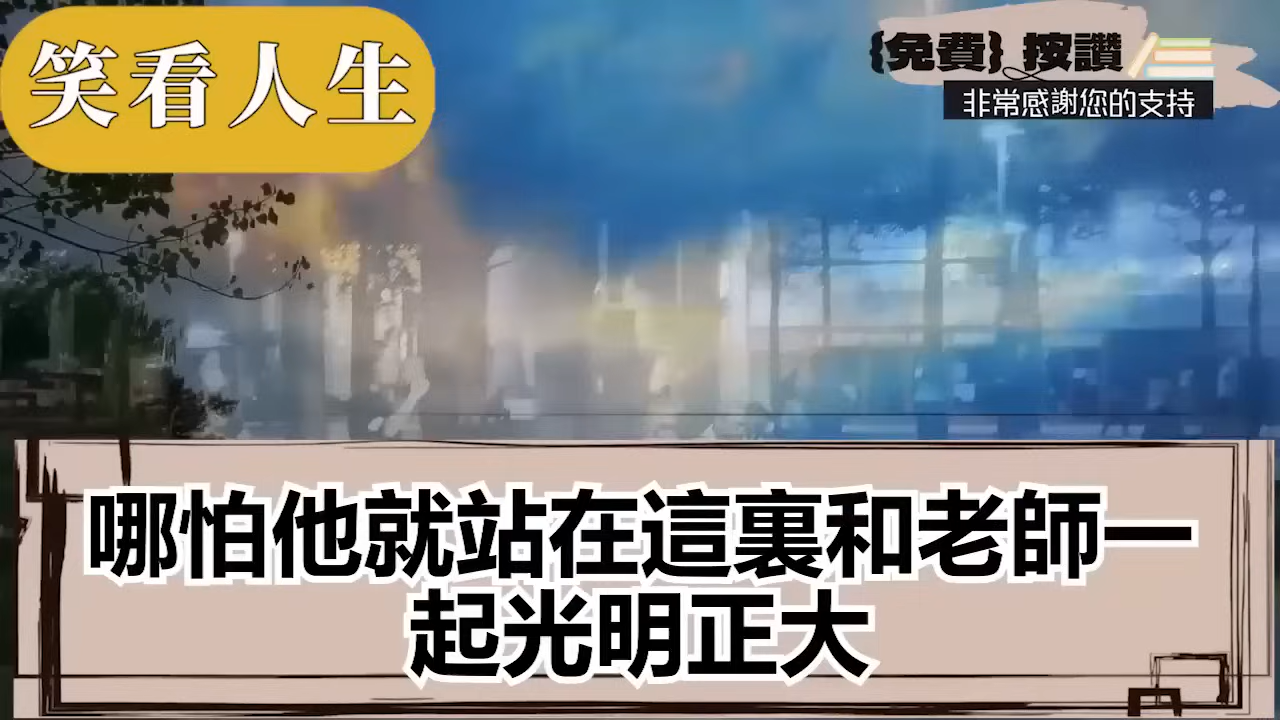 笑看人生
{免費} 按讚
非常感謝您的支持
哪怕他就站在這裏和老師一
起光明正大